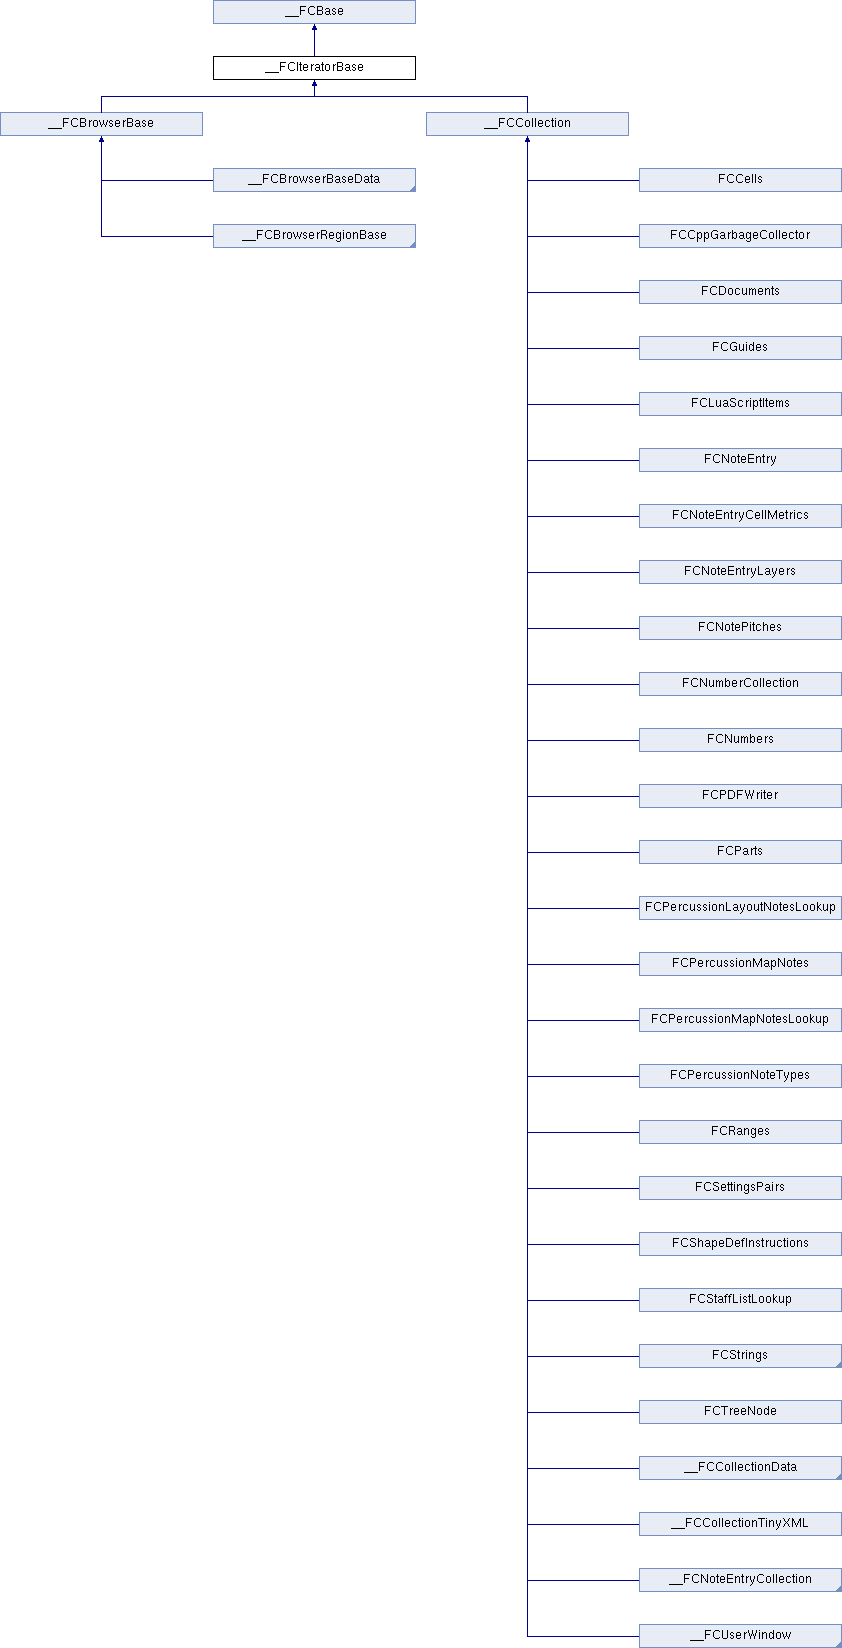 __FCBase
__FCIteratorBase
__FCBrowserBase
__FCCollection
__FCBrowserBaseData
FCCells
__FCBrowserRegionBase
FCCppGarbageCollector
FCDocuments
FCGuides
FCLuaScriptItems
FCNoteEntry
FCNoteEntryCellMetrics
FCNoteEntryLayers
FCNotePitches
FCNumberCollection
FCNumbers
FCPDFWriter
FCParts
FCPercussionLayoutNotesLookup
FCPercussionMapNotes
FCPercussionMapNotesLookup
FCPercussionNoteTypes
FCRanges
FCSettingsPairs
FCShapeDefInstructions
FCStaffListLookup
FCStrings
FCTreeNode
__FCCollectionData
__FCCollectionTinyXML
__FCNoteEntryCollection
__FCUserWindow